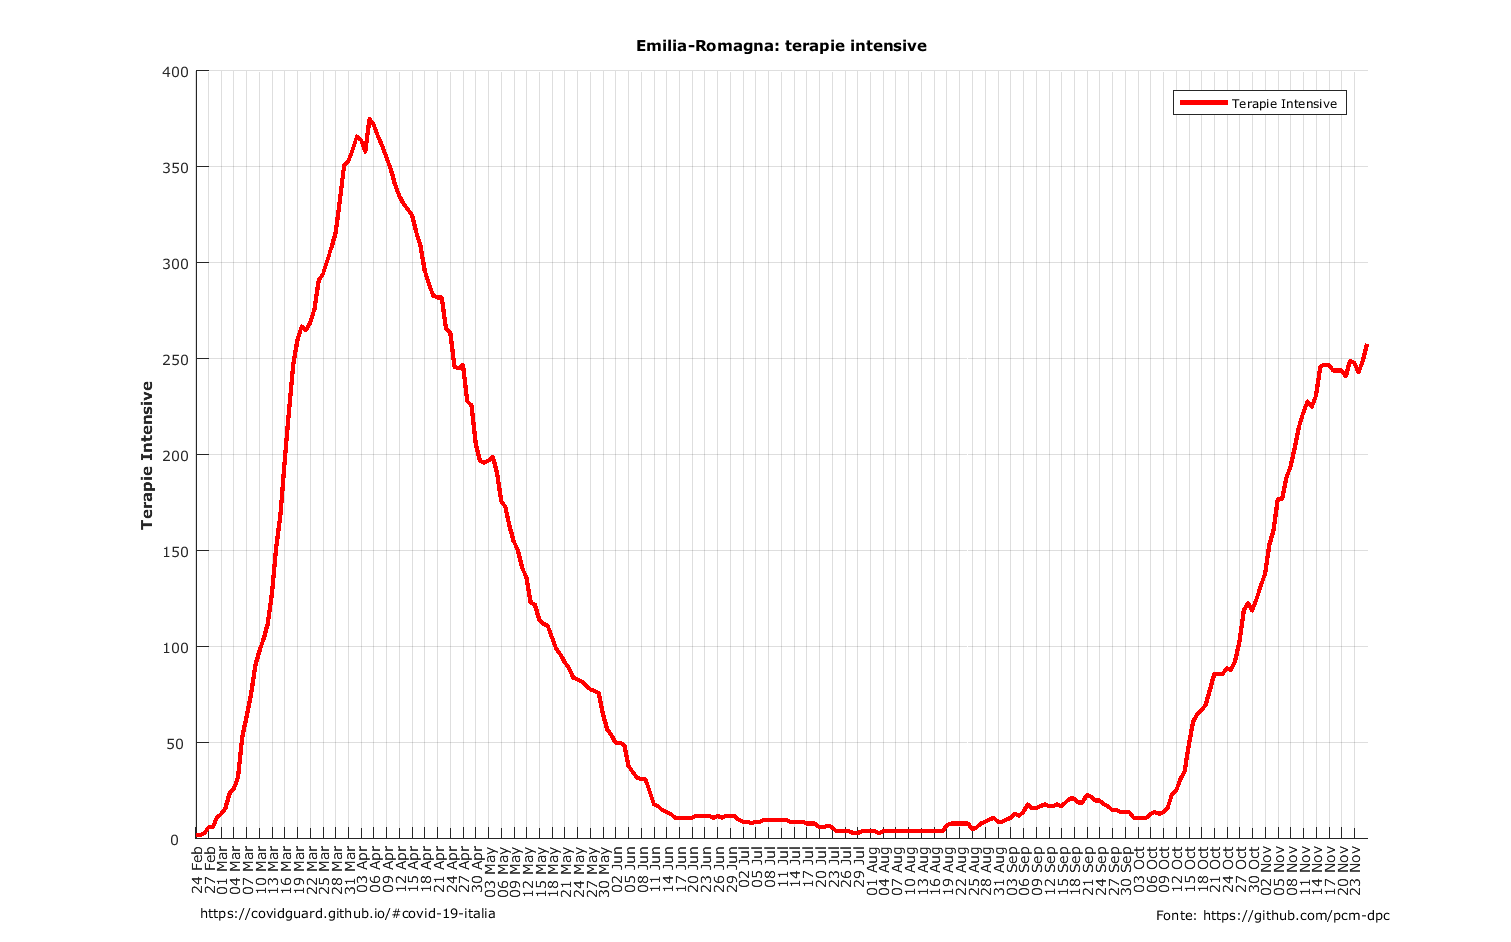 Emilia-Romagna: terapie intensive
400
350
300
250
200
150
100
50
0
Terapie Intensive
Terapie Intensive
24 Feb
27 Feb
01 Mar
04 Mar
07 Mar
10 Mar
13 Mar
16 Mar
19 Mar
22 Mar
25 Mar
28 Mar
31 Mar
03 Apr
06 Apr
09 Apr
12 Apr
15 Apr
18 Apr
21 Apr
24 Apr
27 Apr
30 Apr
03 May
06 May
09 May
12 May
15 May
18 May
21 May
24 May
27 May
30 May
02 Jun
05 Jun
08 Jun
11 Jun
14 Jun
17 Jun
20 Jun
23 Jun
26 Jun
29 Jun
02 Jul
05 Jul
08 Jul
11 Jul
14 Jul
17 Jul
20 Jul
23 Jul
26 Jul
29 Jul
01 Aug
04 Aug
07 Aug
10 Aug
13 Aug
16 Aug
19 Aug
22 Aug
25 Aug
28 Aug
31 Aug
03 Sep
06 Sep
09 Sep
12 Sep
15 Sep
18 Sep
21 Sep
24 Sep
27 Sep
30 Sep
03 Oct
06 Oct
09 Oct
12 Oct
15 Oct
18 Oct
21 Oct
24 Oct
27 Oct
30 Oct
02 Nov
05 Nov
08 Nov
11 Nov
14 Nov
17 Nov
20 Nov
23 Nov
https://covidguard.github.io/#covid-19-italia
Fonte: https://github.com/pcm-dpc